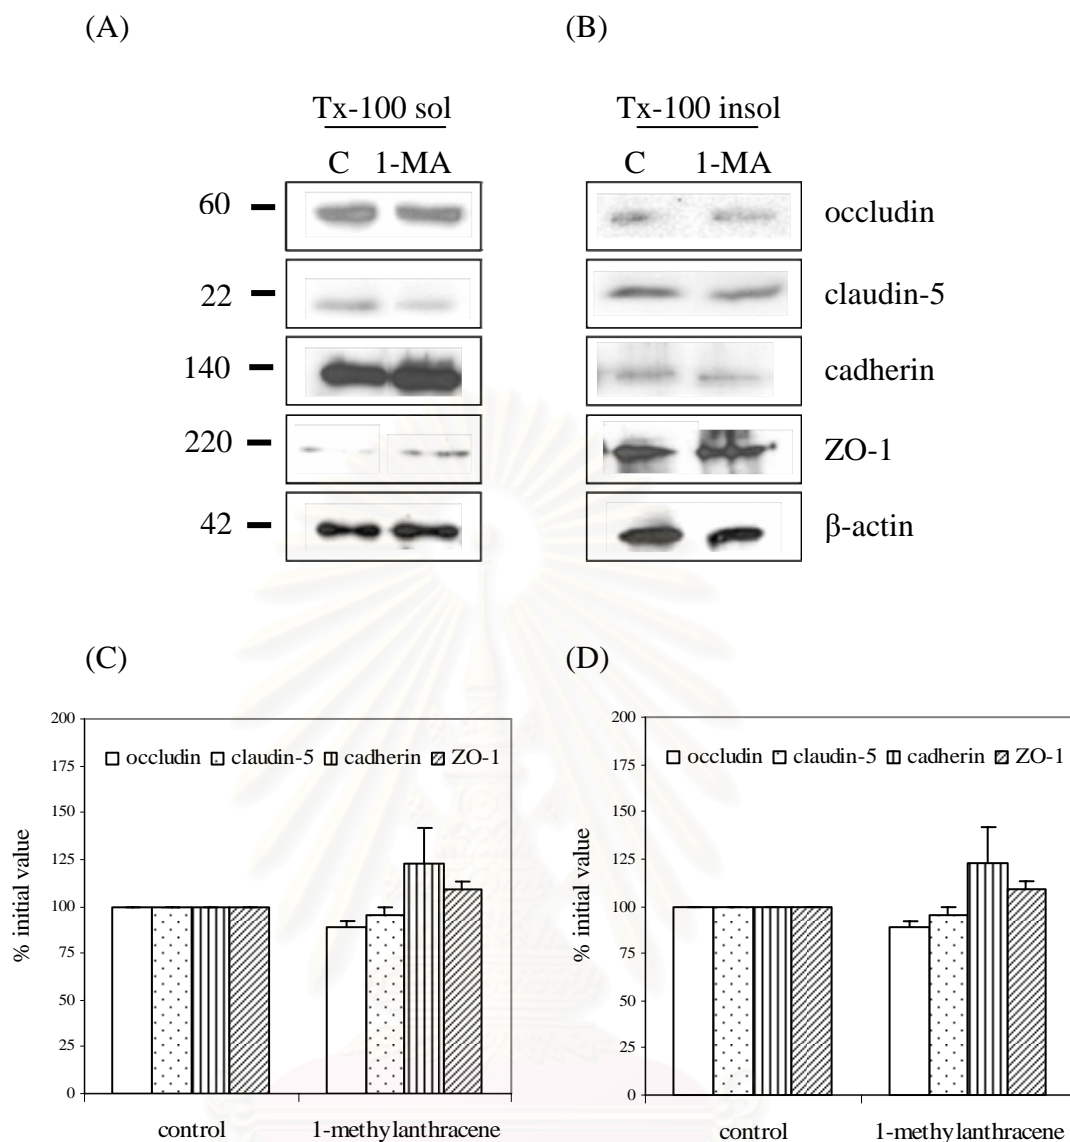 (A) (B)
Tx-100 sol Tx-100 insol
C 1-MA C 1-MA
60 occludin
22 claudin-5
140 cadherin
220 ZO-1
42 β-actin
(C) (D)
% initial value
200
175
150
125
100
75
50
25
0
occludin claudin-5 cadherin ZO-1
control 1-methylanthracene
% initial value
200
175
150
125
100
75
50
25
0
occludin claudin-5 cadherin ZO-1
control 1-methylanthracene